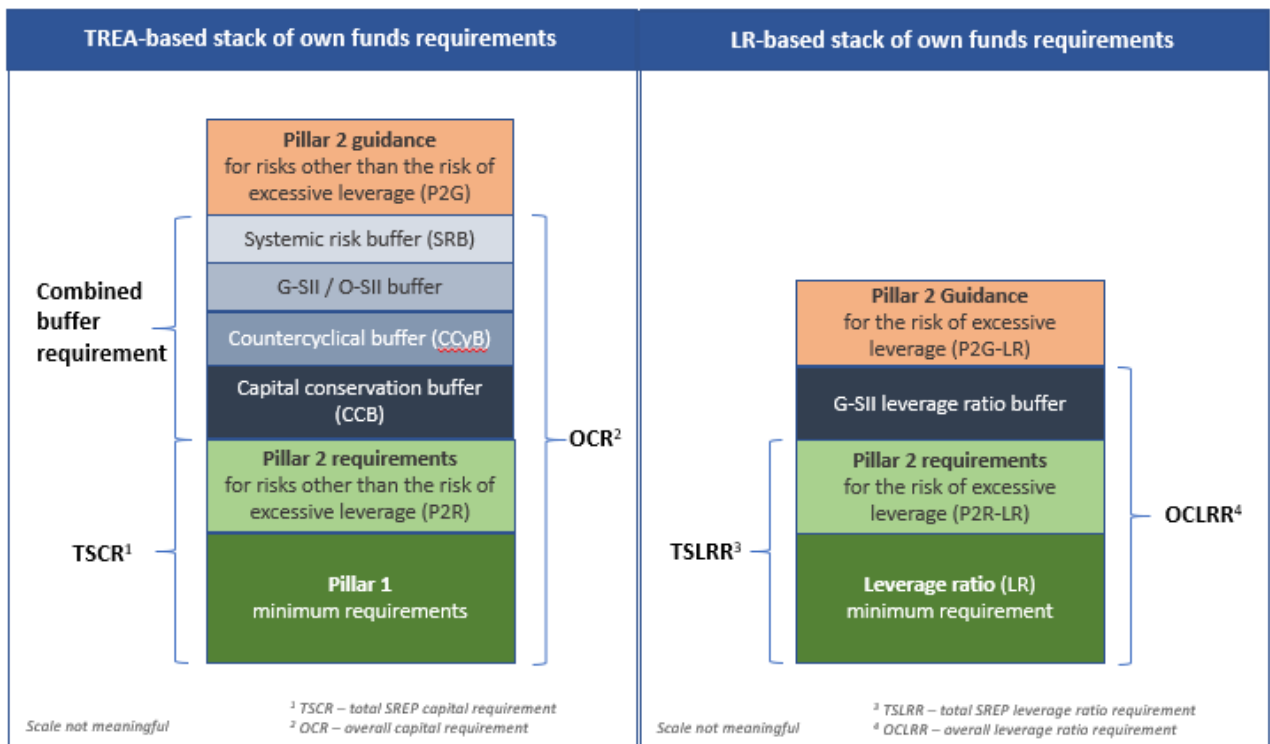 TREA-based stack of own funds requirements
Pillar 2 guidance
for risks other than the risk of
excessive leverage (P2G)
Systemic risk buffer (SRB)
G-SII / O-SII buffer
Countercyclical buffer (CCyB)
Capital conservation buffer
(CCB)
Pillar 2 requirements
for risks other than the risk of
excessive leverage (P2R)
Pillar 1
minimum requirements
Combined
buffer
requirement
TSCR¹
OCR²
Scale not meaningful
¹ TSCR – total SREP capital requirement
² OCR – overall capital requirement
LR-based stack of own funds requirements
Pillar 2 Guidance
for the risk of excessive
leverage (P2G-LR)
G-SII leverage ratio buffer
Pillar 2 requirements
for the risk of excessive
leverage (P2R-LR)
Leverage ratio (LR)
minimum requirement
TSLRR³
OCLRR⁴
Scale not meaningful
³ TSLRR – total SREP leverage ratio requirement
⁴ OCLRR – overall leverage ratio requirement